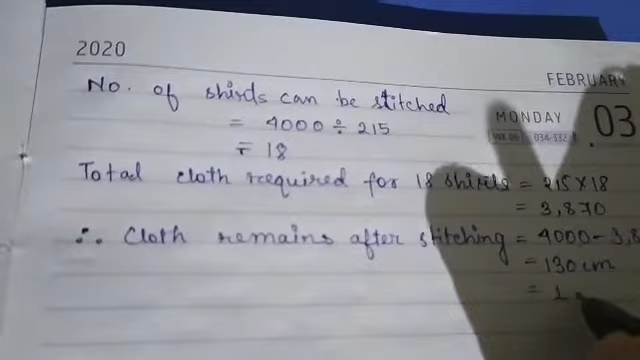 2020
FEBRUARY
MONDAY
03
No. of shirts can be stitched
= 4000 ÷ 215
= 18
Total cloth required for 18 shirts = 215 × 18
= 3,870
∴ Cloth remains after stitching = 4000 - 3,8
= 130 cm
= 1